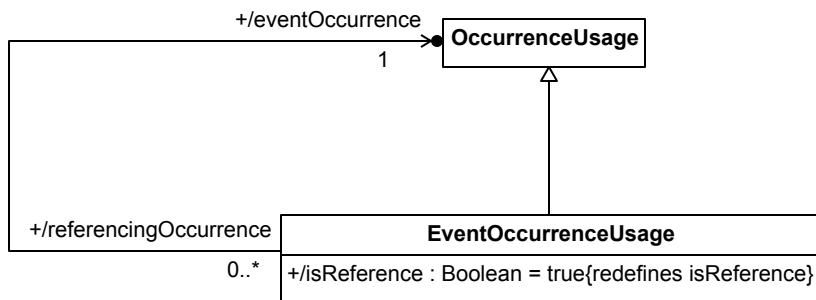 +/eventOccurrence
OccurrenceUsage
1
+/referencingOccurrence
EventOccurrenceUsage
0..*
+/isReference : Boolean = true{redefines isReference}